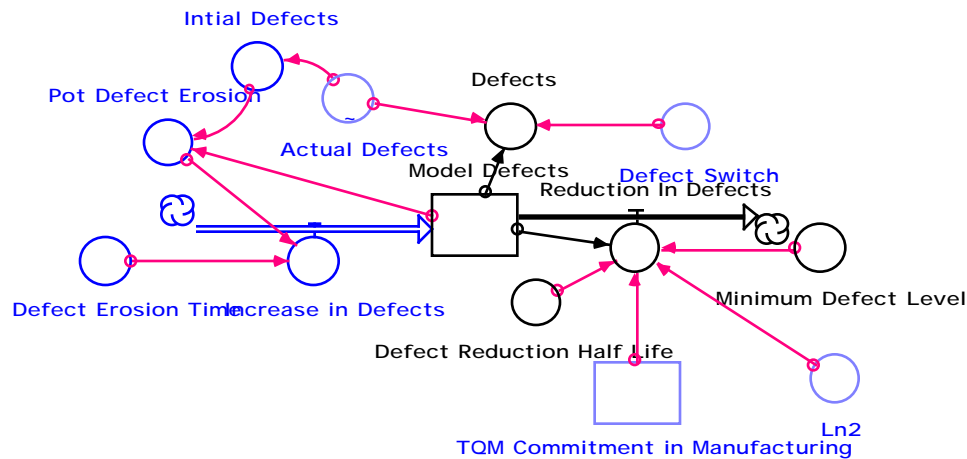 Intial Defects
Defects
Pot Defect Erosion
~
Actual Defects
Model Defects
Defect Switch
Reduction In Defects
Defect Erosion Time
Increase in Defects
Minimum Defect Level
Defect Reduction Half Life
Ln2
TQM Commitment in Manufacturing